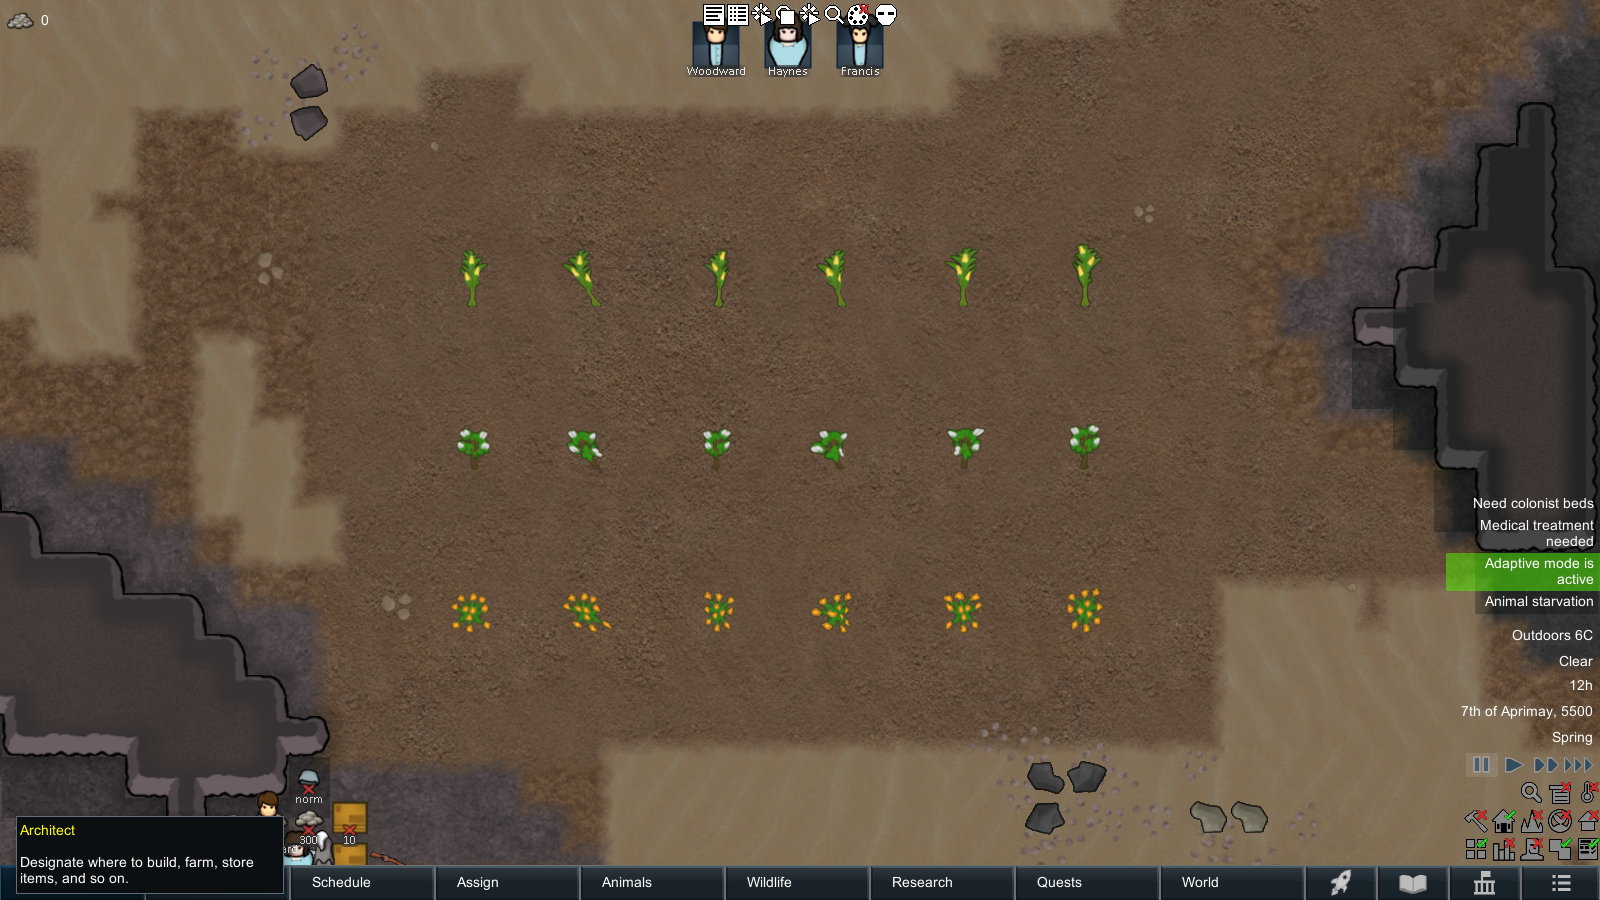 0
Woodward
Haynes
Francis
Need colonist beds
Medical treatment
needed
Adaptive mode is
active
Animal starvation
Outdoors 6C
Clear
12h
7th of Aprimay, 5500
Spring
norm
300
10
Architect
Designate where to build, farm, store
items, and so on.
Schedule
Assign
Animals
Wildlife
Research
Quests
World